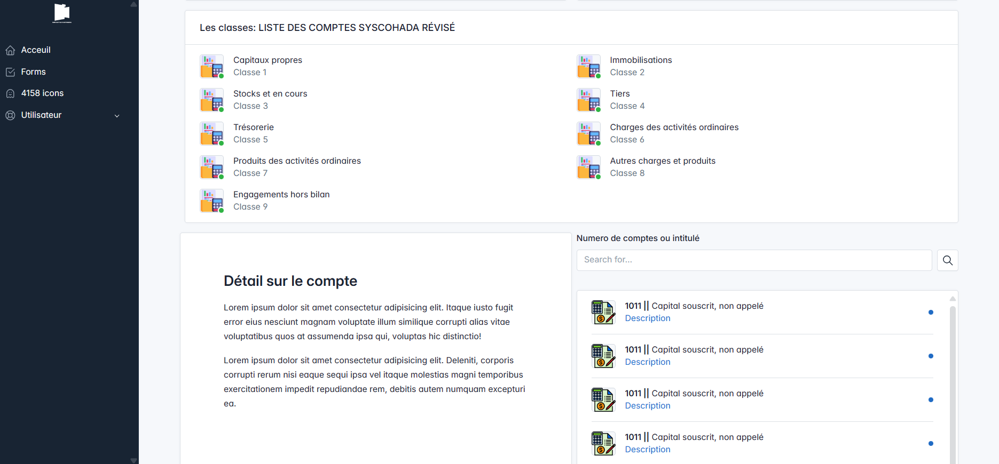 Acceuil
Forms
4158 icons
Utilisateur
Les classes: LISTE DES COMPTES SYSCOHADA RÉVISÉ
Capitaux propres
Classe 1
Immobilisations
Classe 2
Stocks et en cours
Classe 3
Tiers
Classe 4
Trésorerie
Classe 5
Charges des activités ordinaires
Classe 6
Produits des activités ordinaires
Classe 7
Autres charges et produits
Classe 8
Engagements hors bilan
Classe 9
Détail sur le compte
Lorem ipsum dolor sit amet consectetur adipisicing elit. Itaque iusto fugit
error eius nesciunt magnam voluptate illum similique corrupti alias vitae
voluptatibus quos at assumenda ipsa qui, voluptas hic distinctio!
Lorem ipsum dolor sit amet consectetur adipisicing elit. Deleniti, corporis
corrupti rerum nisi eaque sequi ipsa vel itaque molestias magni temporibus
exercitationem impedit repudiandae rem, debitis autem numquam excepturi
ea.
Numero de comptes ou intitulé
Search for...
1011 || Capital souscrit, non appelé
Description
1011 || Capital souscrit, non appelé
Description
1011 || Capital souscrit, non appelé
Description
1011 || Capital souscrit, non appelé
Description